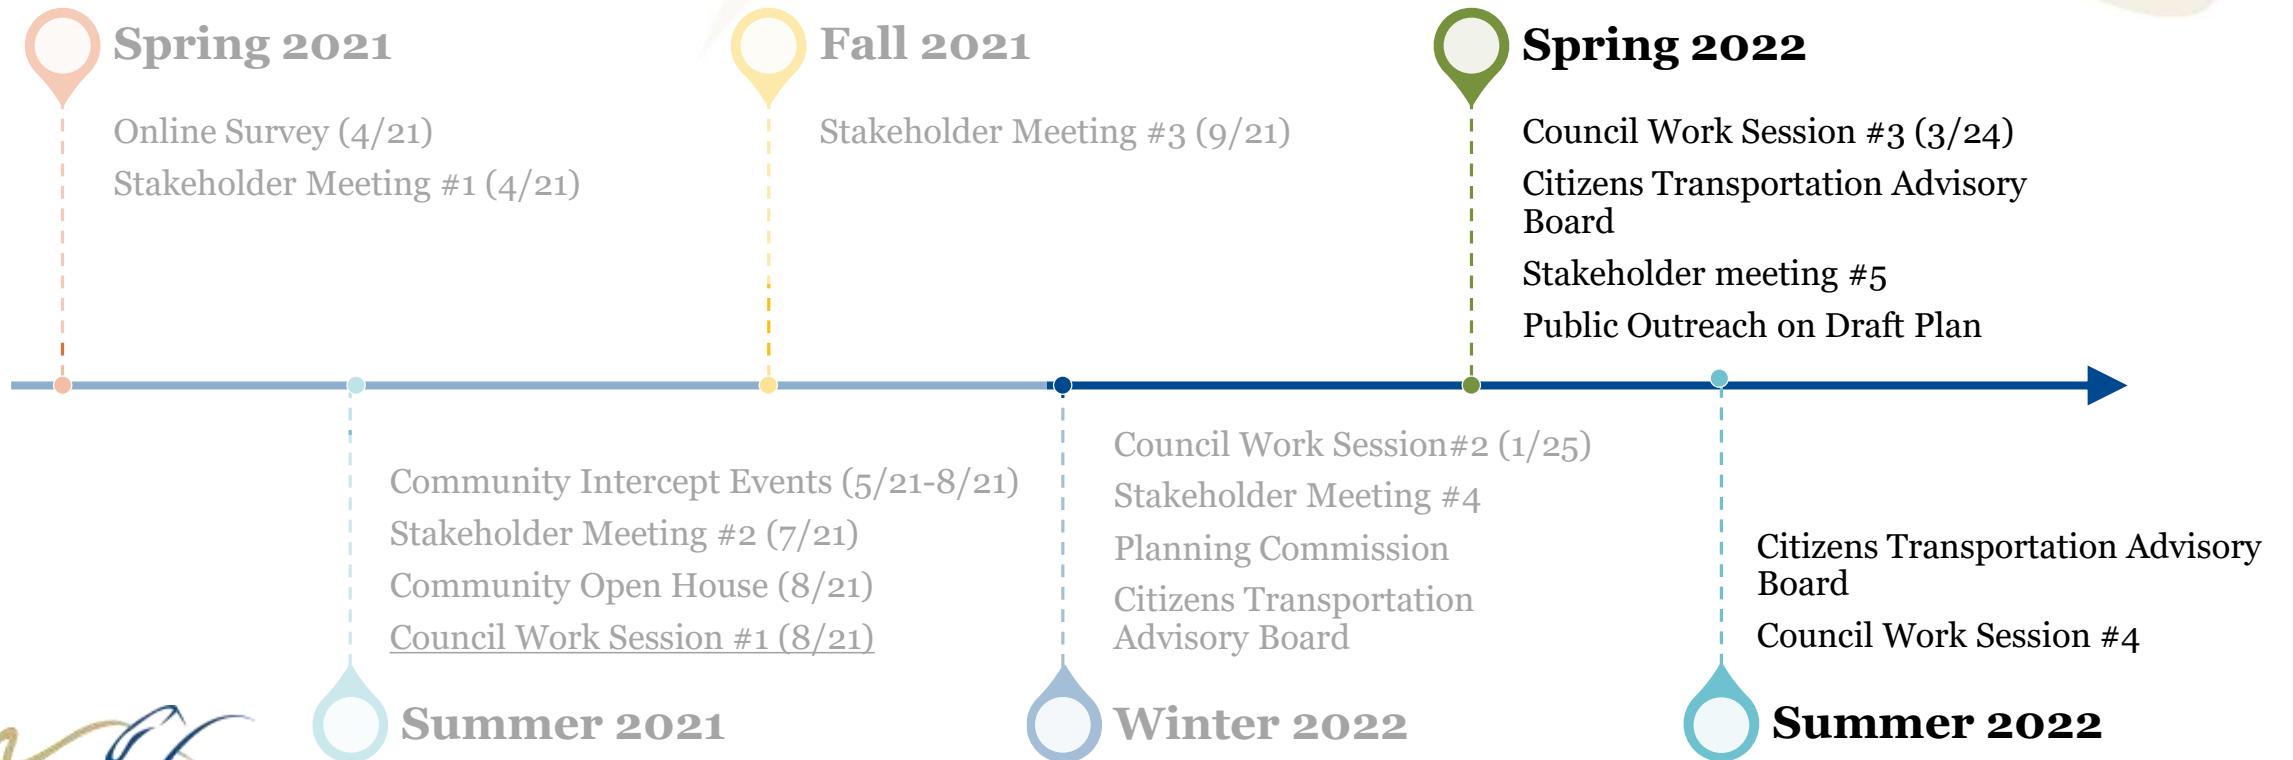 Spring 2021
Online Survey (4/21)
Stakeholder Meeting #1 (4/21)
Fall 2021
Stakeholder Meeting #3 (9/21)
Spring 2022
Council Work Session #3 (3/24)
Citizens Transportation Advisory
Board
Stakeholder meeting #5
Public Outreach on Draft Plan
Community Intercept Events (5/21-8/21)
Stakeholder Meeting #2 (7/21)
Community Open House (8/21)
Council Work Session #1 (8/21)
Summer 2021
Council Work Session#2 (1/25)
Stakeholder Meeting #4
Planning Commission
Citizens Transportation
Advisory Board
Winter 2022
Citizens Transportation Advisory
Board
Council Work Session #4
Summer 2022